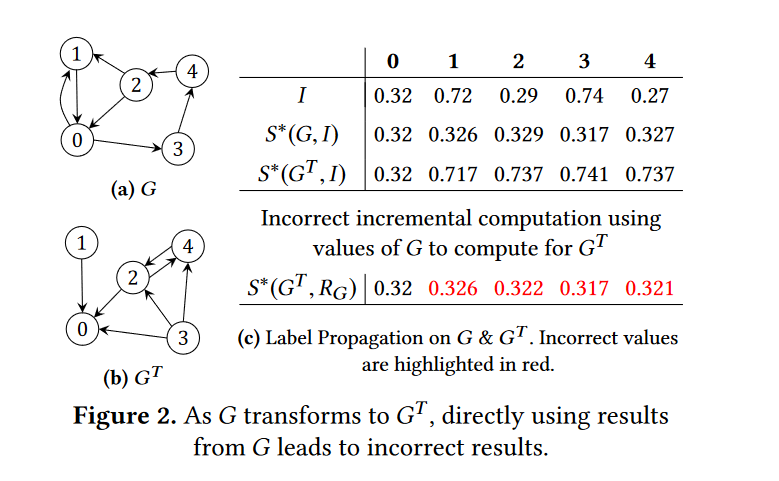 1
4
2
0
3
(a) G
1
4
2
0
3
(b) G^T
0 1 2 3 4
I 0.32 0.72 0.29 0.74 0.27
S*(G, I) 0.32 0.326 0.329 0.317 0.327
S*(G^T, I) 0.32 0.717 0.737 0.741 0.737
Incorrect incremental computation using
values of G to compute for G^T
S*(G^T, R_G) 0.32 0.326 0.322 0.317 0.321
(c) Label Propagation on G & G^T. Incorrect values
are highlighted in red.
Figure 2. As G transforms to G^T, directly using results
from G leads to incorrect results.